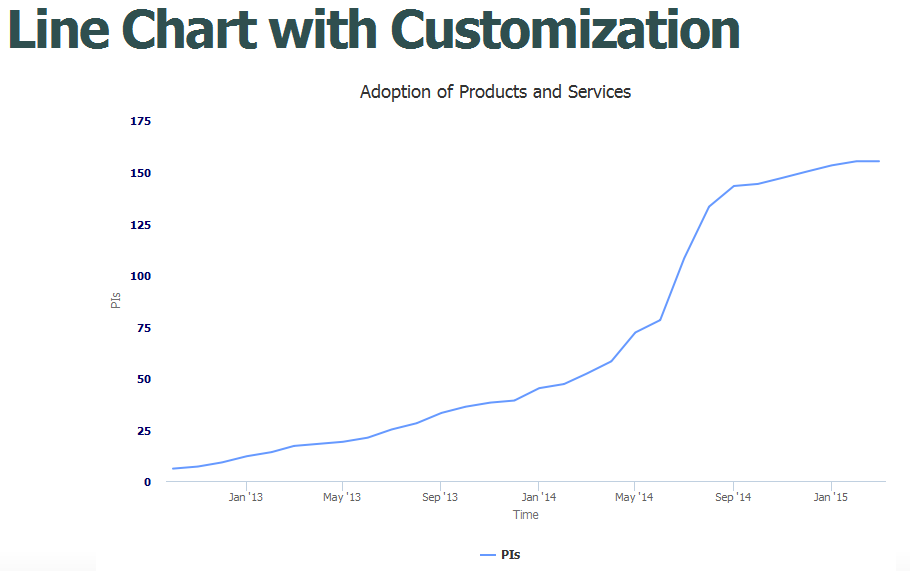 Line Chart with Customization
Adoption of Products and Services
175
150
125
100
75
50
25
0
PIs
Jan '13 May '13 Sep '13 Jan '14 May '14 Sep '14 Jan '15
Time
PIs